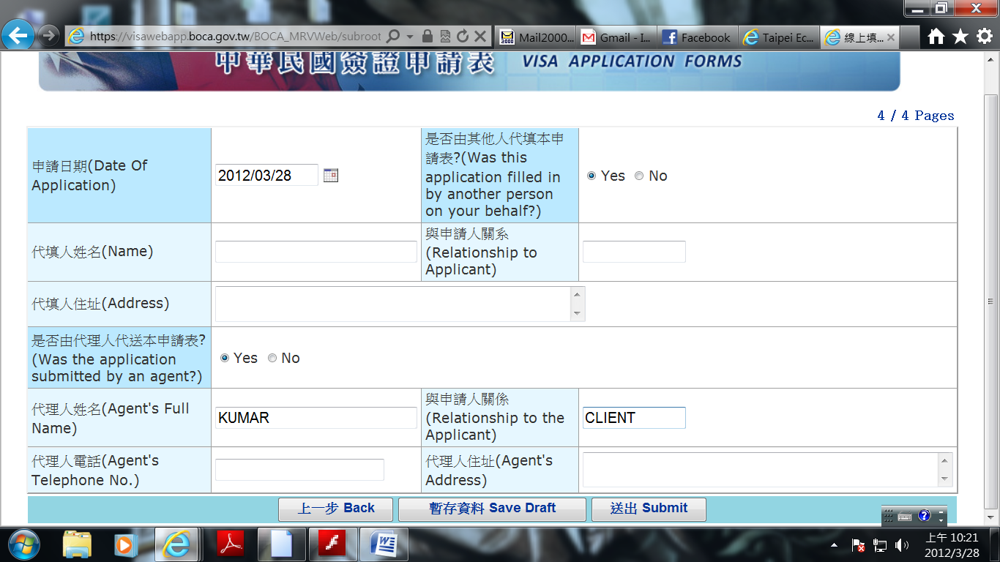 https://visawebapp.boca.gov.tw/BOCA_MRVWeb/subroot
Mail2000...
Gmail - I...
Facebook
Taipei Ec...
線上填...
中華民國簽證申請表 VISA APPLICATION FORMS
4 / 4 Pages
申請日期(Date Of
Application)
2012/03/28
是否由其他人代填本申
請表?(Was this
application filled in
by another person
on your behalf?)
Yes No
代填人姓名(Name)
與申請人關系
(Relationship to
Applicant)
代填人住址(Address)
是否由代理人代送本申請表?
(Was the application
submitted by an agent?)
Yes No
代理人姓名(Agent's Full
Name)
KUMAR
與申請人關係
(Relationship to the
Applicant)
CLIENT
代理人電話(Agent's
Telephone No.)
代理人住址(Agent's
Address)
上一步 Back
暫存資料 Save Draft
送出 Submit
上午 10:21
2012/3/28